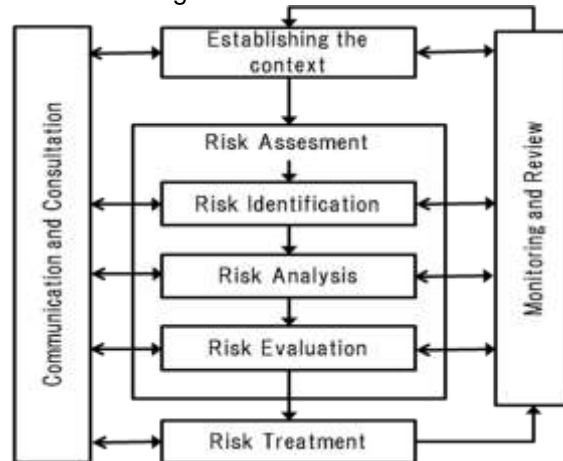 Establishing the
context
Risk Assesment
Risk Identification
Risk Analysis
Risk Evaluation
Risk Treatment
Communication and Consultation
Monitoring and Review